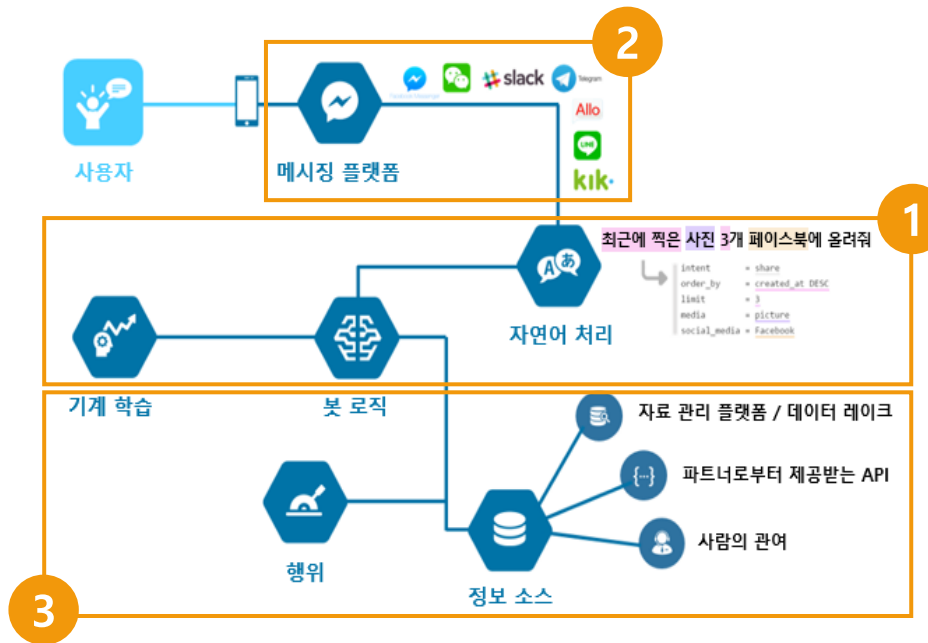 2
slack
Telegram
Allo
LINE
kik
사용자
메시징 플랫폼
1
최근에 찍은 사진 3개 페이스북에 올려줘
intent = share
order_by = created_at DESC
limit = 3
media = picture
social_media = Facebook
A あ
자연어 처리
기계 학습
봇 로직
자료 관리 플랫폼 / 데이터 레이크
{...}
파트너로부터 제공받는 API
사람의 관여
행위
정보 소스
3